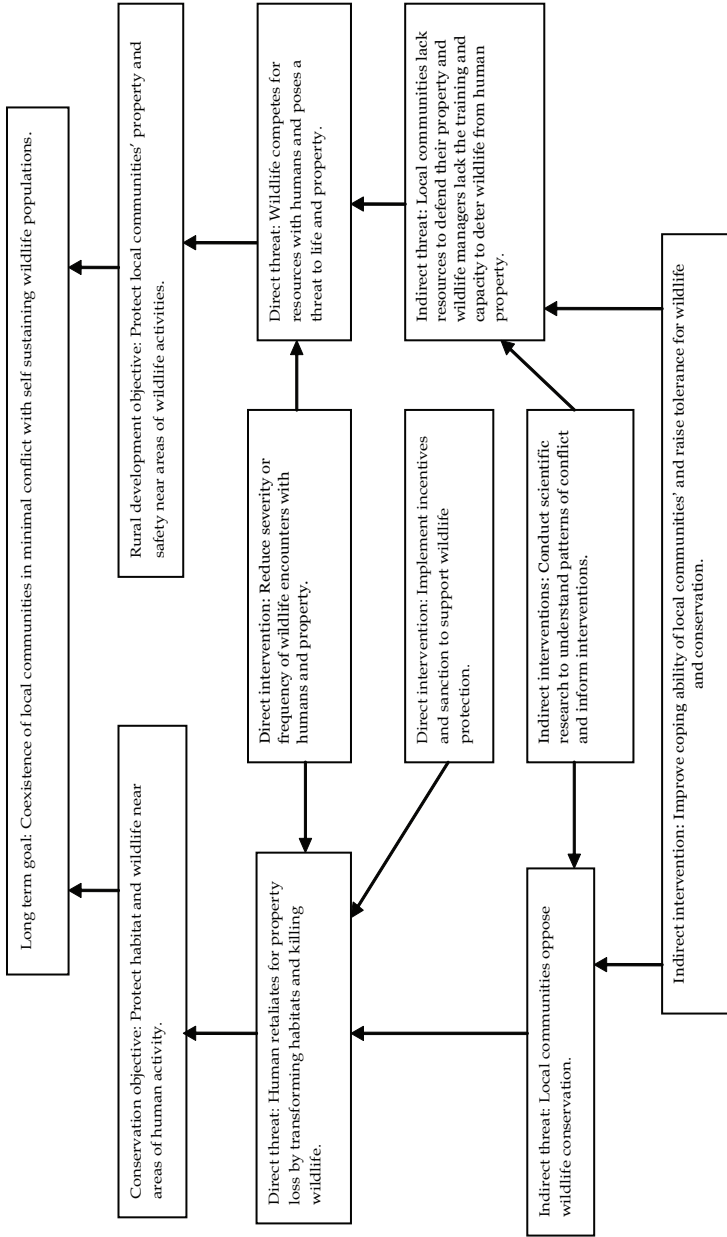 Long term goal: Coexistence of local communities in minimal conflict with self sustaining wildlife populations.
Conservation objective: Protect habitat and wildlife near
areas of human activity.
Rural development objective: Protect local communities’ property and
safety near areas of wildlife activities.
Direct threat: Human retaliates for property
loss by transforming habitats and killing
wildlife.
Direct intervention: Reduce severity or
frequency of wildlife encounters with
humans and property.
Direct threat: Wildlife competes for
resources with humans and poses a
threat to life and property.
Direct intervention: Implement incentives
and sanction to support wildlife
protection.
Indirect threat: Local communities lack
resources to defend their property and
wildlife managers lack the training and
capacity to deter wildlife from human
property.
Indirect threat: Local communities oppose
wildlife conservation.
Indirect interventions: Conduct scientific
research to understand patterns of conflict
and inform interventions.
Indirect intervention: Improve coping ability of local communities’ and raise tolerance for wildlife
and conservation.